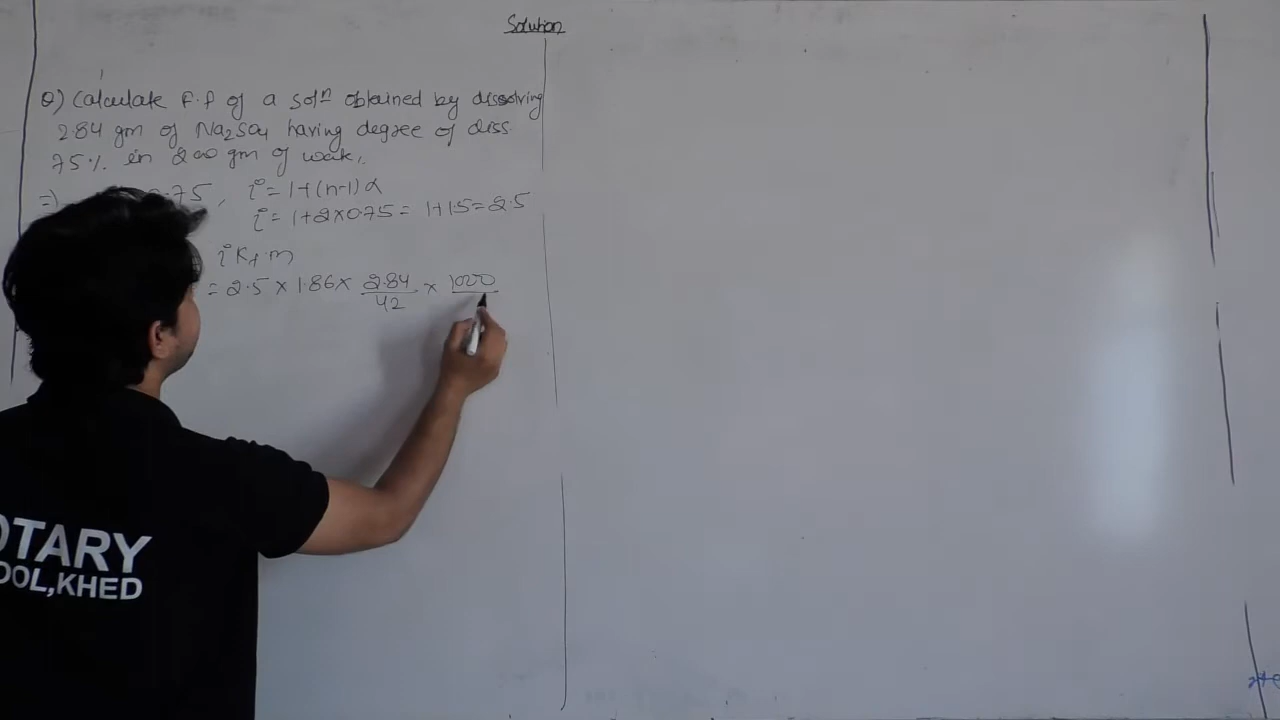 Solution
Q) Calculate F.P of a solⁿ obtained by dissolving
2.84 gm of Na2SO4 having degree of diss.
75% in 200 gm of
=) .75, i = 1+(n-1)α
i = 1+2×0.75 = 1+1.5=2.5
i Kf m
= 2.5 × 1.86 × 2.84/42 × 1000
OTARY
OOL,KHED